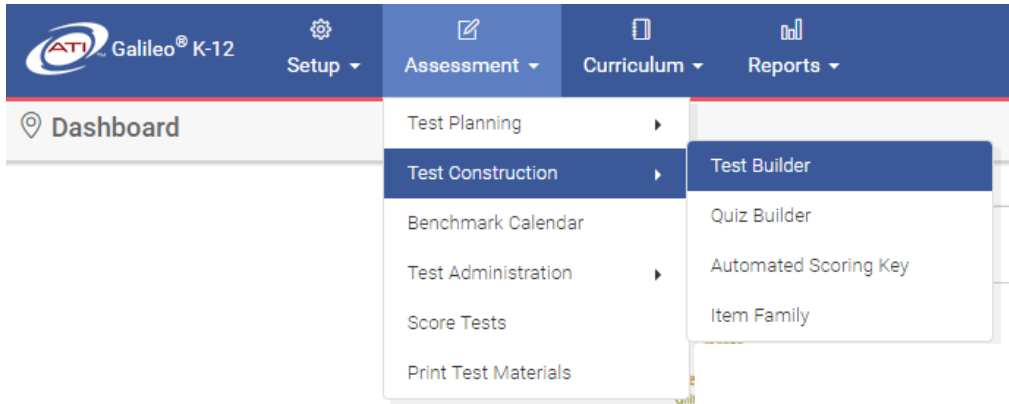 ATI Galileo® K-12
Setup
Assessment
Curriculum
Reports
Dashboard
Test Planning
Test Construction
Benchmark Calendar
Test Administration
Score Tests
Print Test Materials
Test Builder
Quiz Builder
Automated Scoring Key
Item Family